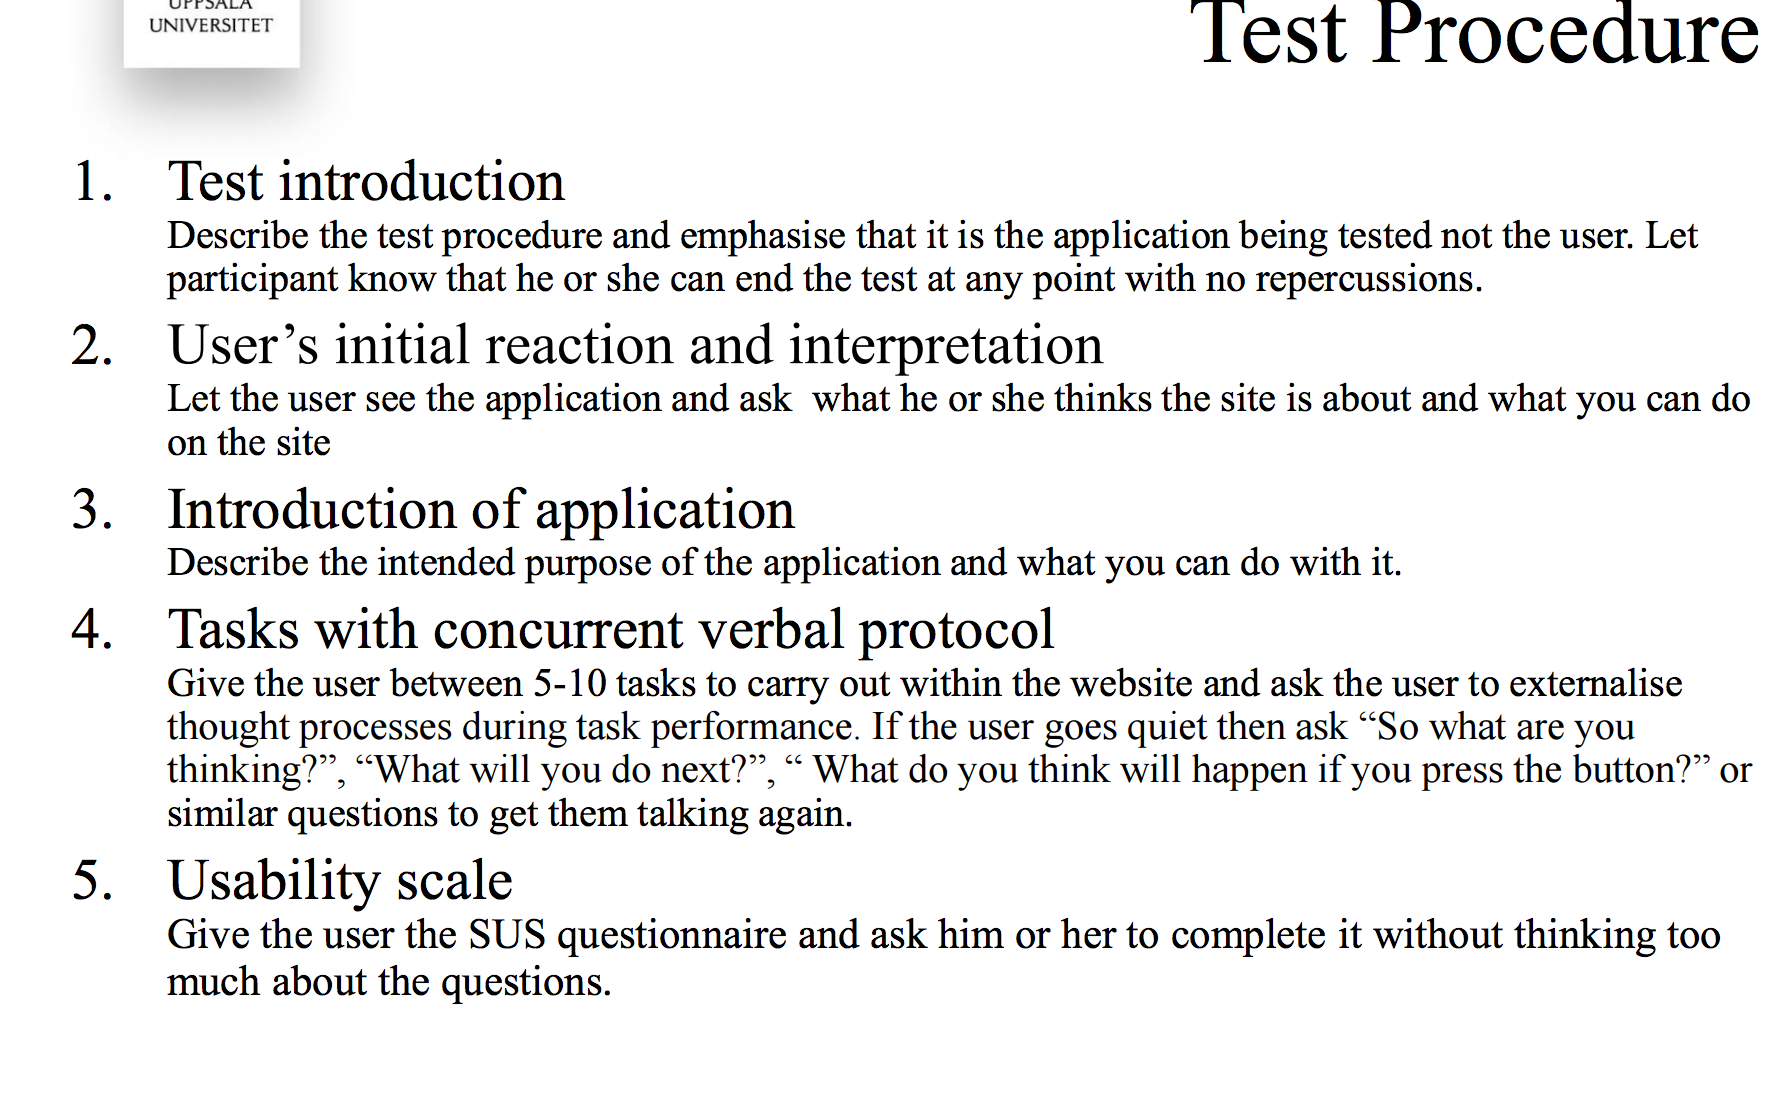 UPPSALA
UNIVERSITET
Test Procedure
1. Test introduction
Describe the test procedure and emphasise that it is the application being tested not the user. Let
participant know that he or she can end the test at any point with no repercussions.
2. User’s initial reaction and interpretation
Let the user see the application and ask  what he or she thinks the site is about and what you can do
on the site
3. Introduction of application
Describe the intended purpose of the application and what you can do with it.
4. Tasks with concurrent verbal protocol
Give the user between 5-10 tasks to carry out within the website and ask the user to externalise
thought processes during task performance. If the user goes quiet then ask “So what are you
thinking?”, “What will you do next?”, “ What do you think will happen if you press the button?” or
similar questions to get them talking again.
5. Usability scale
Give the user the SUS questionnaire and ask him or her to complete it without thinking too
much about the questions.